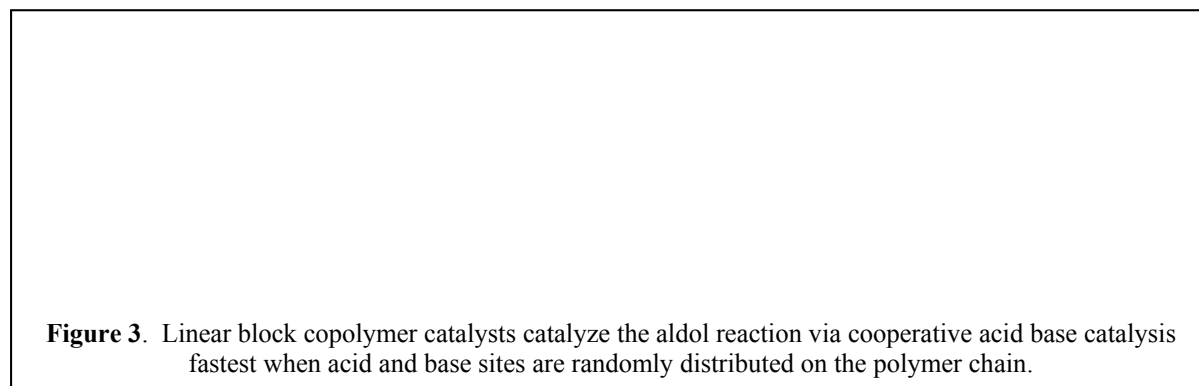 Figure 3.  Linear block copolymer catalysts catalyze the aldol reaction via cooperative acid base catalysis
fastest when acid and base sites are randomly distributed on the polymer chain.